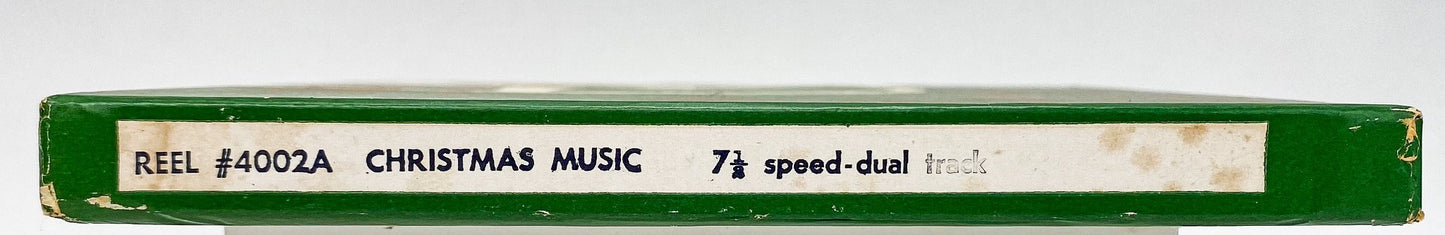 REEL #4002A CHRISTMAS MUSIC 7½ speed-dual track